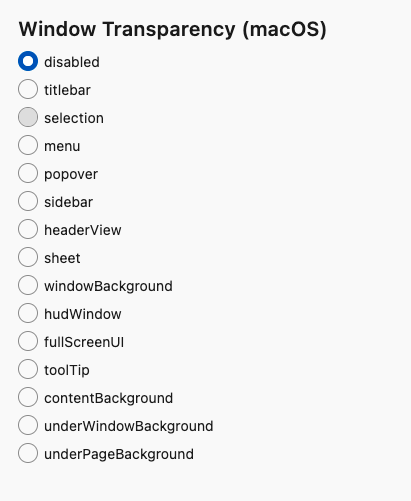 Window Transparency (macOS)
disabled
titlebar
selection
menu
popover
sidebar
headerView
sheet
windowBackground
hudWindow
fullScreenUI
toolTip
contentBackground
underWindowBackground
underPageBackground